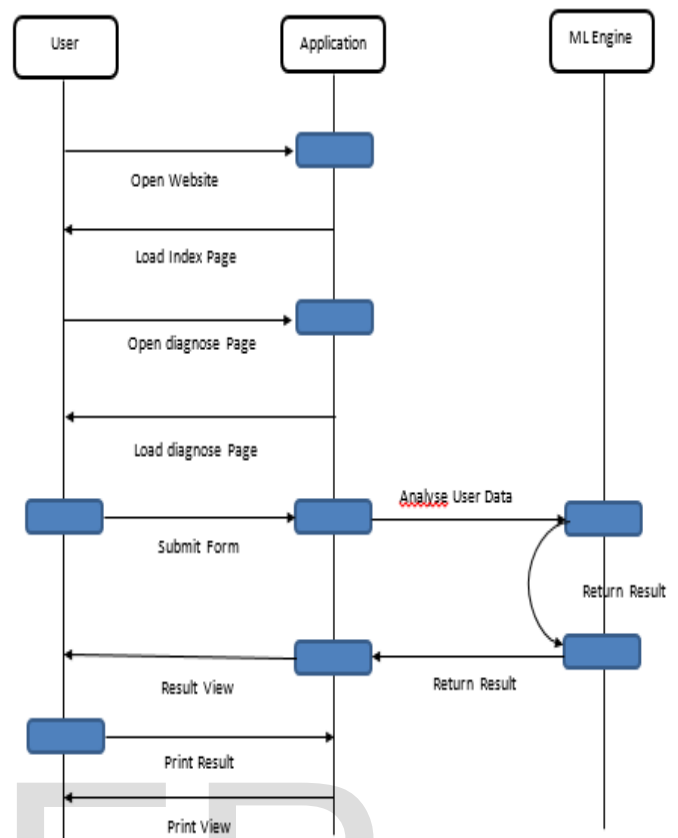 User
Application
ML Engine
Open Website
Load Index Page
Open diagnose Page
Load diagnose Page
Analyse User Data
Submit Form
Return Result
Result View
Return Result
Print Result
Print View